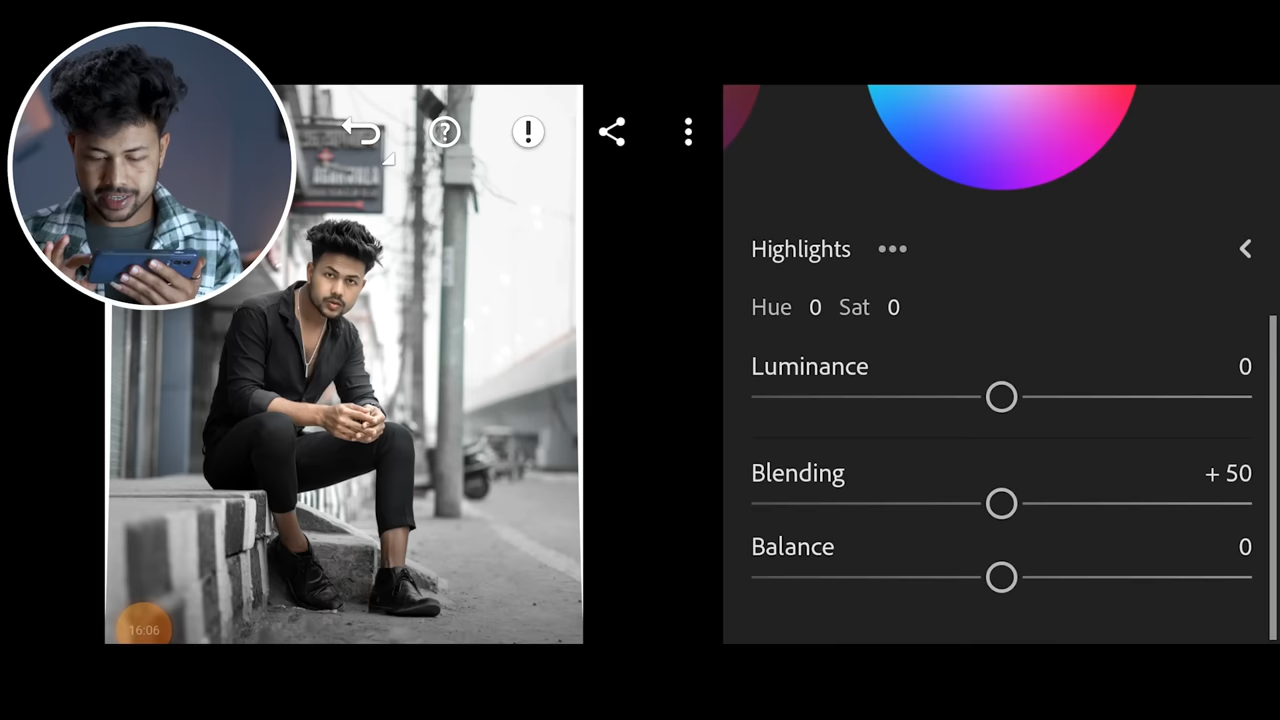 Highlights
Hue 0 Sat 0
Luminance 0
Blending + 50
Balance 0
16:06